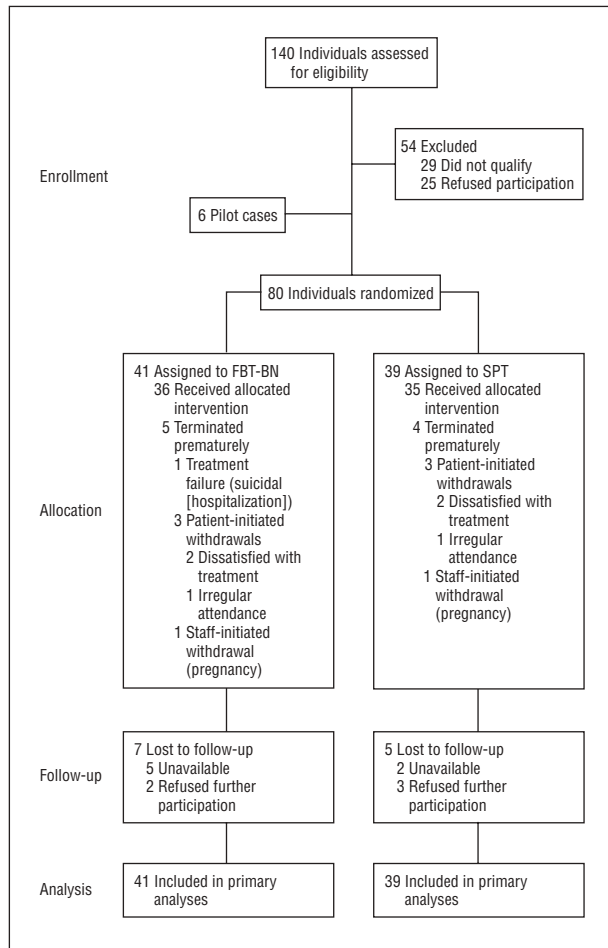 140 Individuals assessed
for eligibility
Enrollment
54 Excluded
29 Did not qualify
25 Refused participation
6 Pilot cases
80 Individuals randomized
Allocation
41 Assigned to FBT-BN
36 Received allocated
intervention
5 Terminated
prematurely
1 Treatment
failure (suicidal
[hospitalization])
3 Patient-initiated
withdrawals
2 Dissatisfied with
treatment
1 Irregular
attendance
1 Staff-initiated
withdrawal
(pregnancy)
39 Assigned to SPT
35 Received allocated
intervention
4 Terminated
prematurely
3 Patient-initiated
withdrawals
2 Dissatisfied with
treatment
1 Irregular
attendance
1 Staff-initiated
withdrawal
(pregnancy)
Follow-up
7 Lost to follow-up
5 Unavailable
2 Refused further
participation
5 Lost to follow-up
2 Unavailable
3 Refused further
participation
Analysis
41 Included in primary
analyses
39 Included in primary
analyses